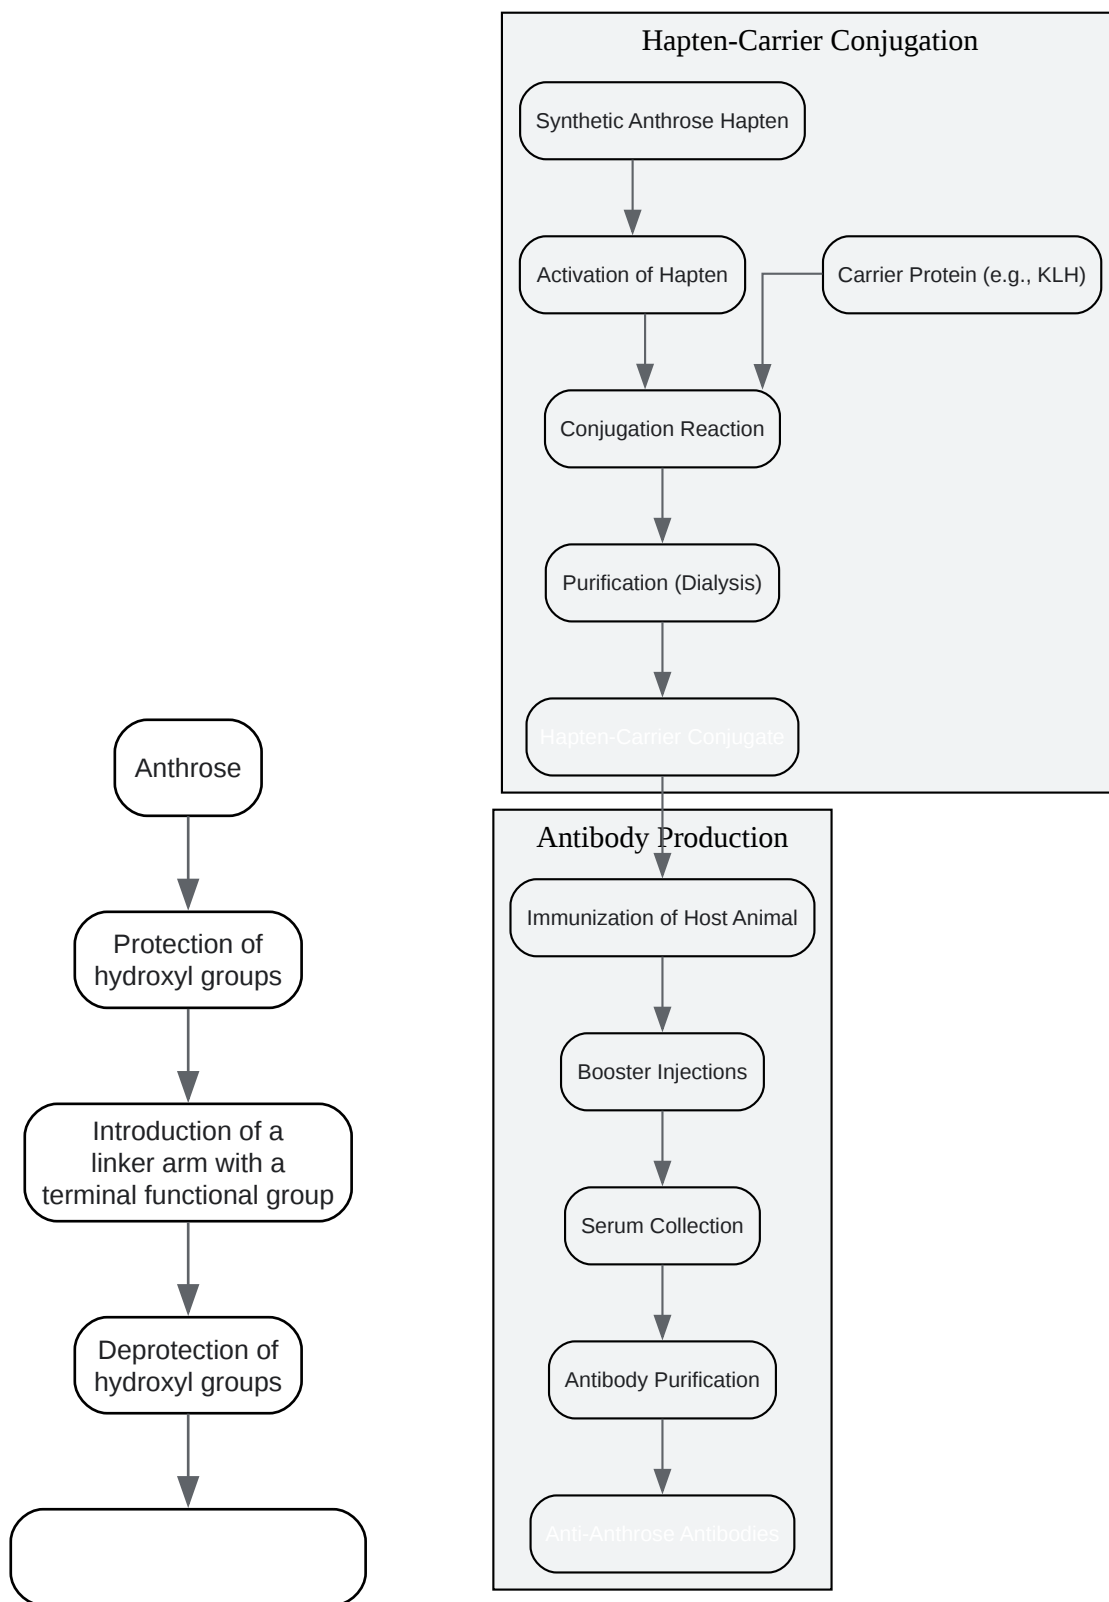 Hapten-Carrier Conjugation
Synthetic Anthrose Hapten
Activation of Hapten
Carrier Protein (e.g., KLH)
Conjugation Reaction
Purification (Dialysis)
Hapten-Carrier Conjugate
Antibody Production
Immunization of Host Animal
Booster Injections
Serum Collection
Antibody Purification
Anti-Anthrose Antibodies
Anthrose
Protection of
hydroxyl groups
Introduction of a
linker arm with a
terminal functional group
Deprotection of
hydroxyl groups